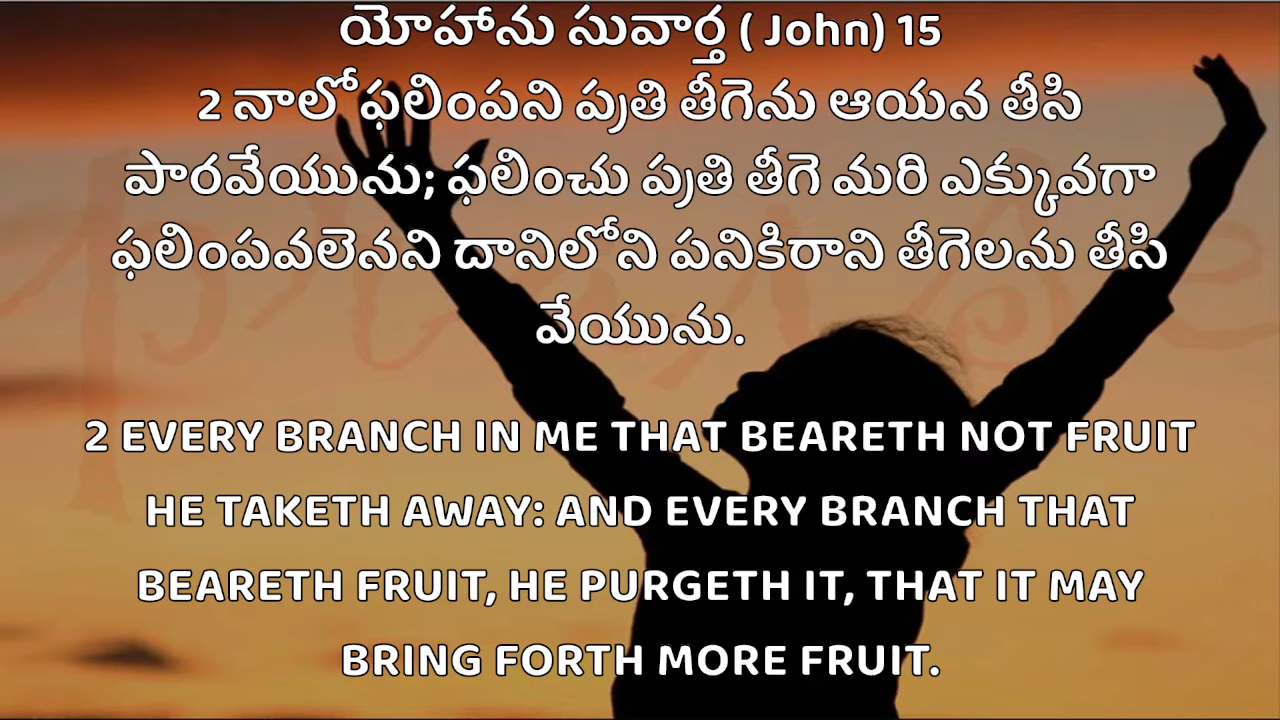 యోహాను సువార్త ( John) 15
2 నాలో ఫలింపని ప్రతి తీగెను ఆయన తీసి
పారవేయును; ఫలించు ప్రతి తీగె మరి ఎక్కువగా
ఫలింపవలెనని దానిలోని పనికిరాని తీగెలను తీసి
వేయును.
2 EVERY BRANCH IN ME THAT BEARETH NOT FRUIT
HE TAKETH AWAY: AND EVERY BRANCH THAT
BEARETH FRUIT, HE PURGETH IT, THAT IT MAY
BRING FORTH MORE FRUIT.